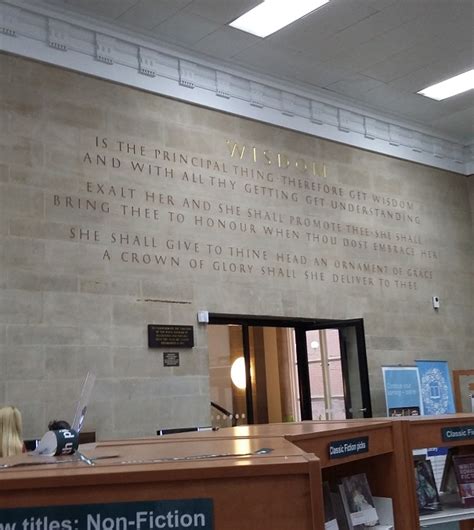 WISDOM
IS THE PRINCIPAL THING THEREFORE GET WISDOM
AND WITH ALL THY GETTING GET UNDERSTANDING
EXALT HER AND SHE SHALL PROMOTE THEE·SHE SHALL
BRING THEE TO HONOUR WHEN THOU DOST EMBRACE HER
SHE SHALL GIVE TO THINE HEAD AN ORNAMENT OF GRACE
A CROWN OF GLORY SHALL SHE DELIVER TO THEE
Classic Fiction picks
Classic Fiction
w titles: Non-Fiction